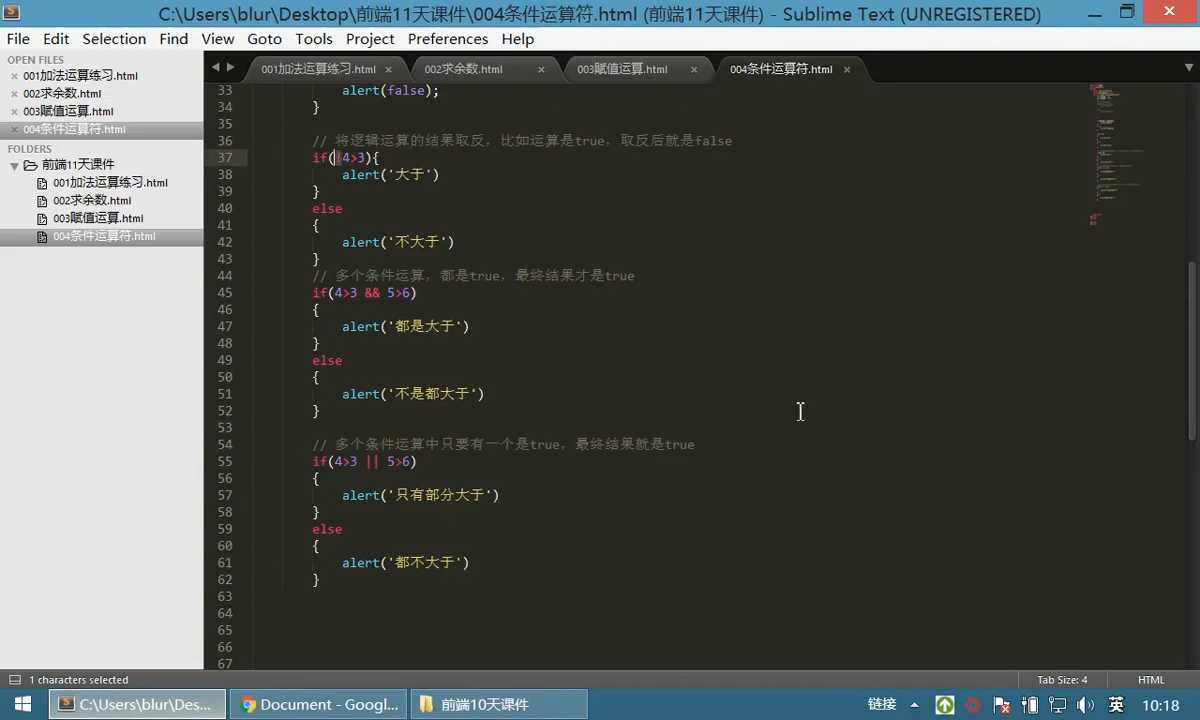 C:\Users\blur\Desktop\前端11天课件\004条件运算符.html (前端11天课件) - Sublime Text (UNREGISTERED)
File Edit Selection Find View Goto Tools Project Preferences Help
OPEN FILES
001加法运算练习.html
002求余数.html
003赋值运算.html
004条件运算符.html
FOLDERS
前端11天课件
001加法运算练习.html
002求余数.html
003赋值运算.html
004条件运算符.html
001加法运算练习.html 002求余数.html 003赋值运算.html 004条件运算符.html
33 alert(false);
34 }
35
36 // 将逻辑运算的结果取反，比如运算是true，取反后就是false
37 if(!4>3){
38 alert('大于')
39 }
40 else
41 {
42 alert('不大于')
43 }
44 // 多个条件运算，都是true，最终结果才是true
45 if(4>3 && 5>6)
46 {
47 alert('都是大于')
48 }
49 else
50 {
51 alert('不是都大于')
52 }
53
54 // 多个条件运算中只要有一个是true，最终结果就是true
55 if(4>3 || 5>6)
56 {
57 alert('只有部分大于')
58 }
59 else
60 {
61 alert('都不大于')
62 }
63
64
65
66
67
1 characters selected Tab Size: 4 HTML
C:\Users\blur\Des... Document - Googl... 前端10天课件 链接 英 10:18